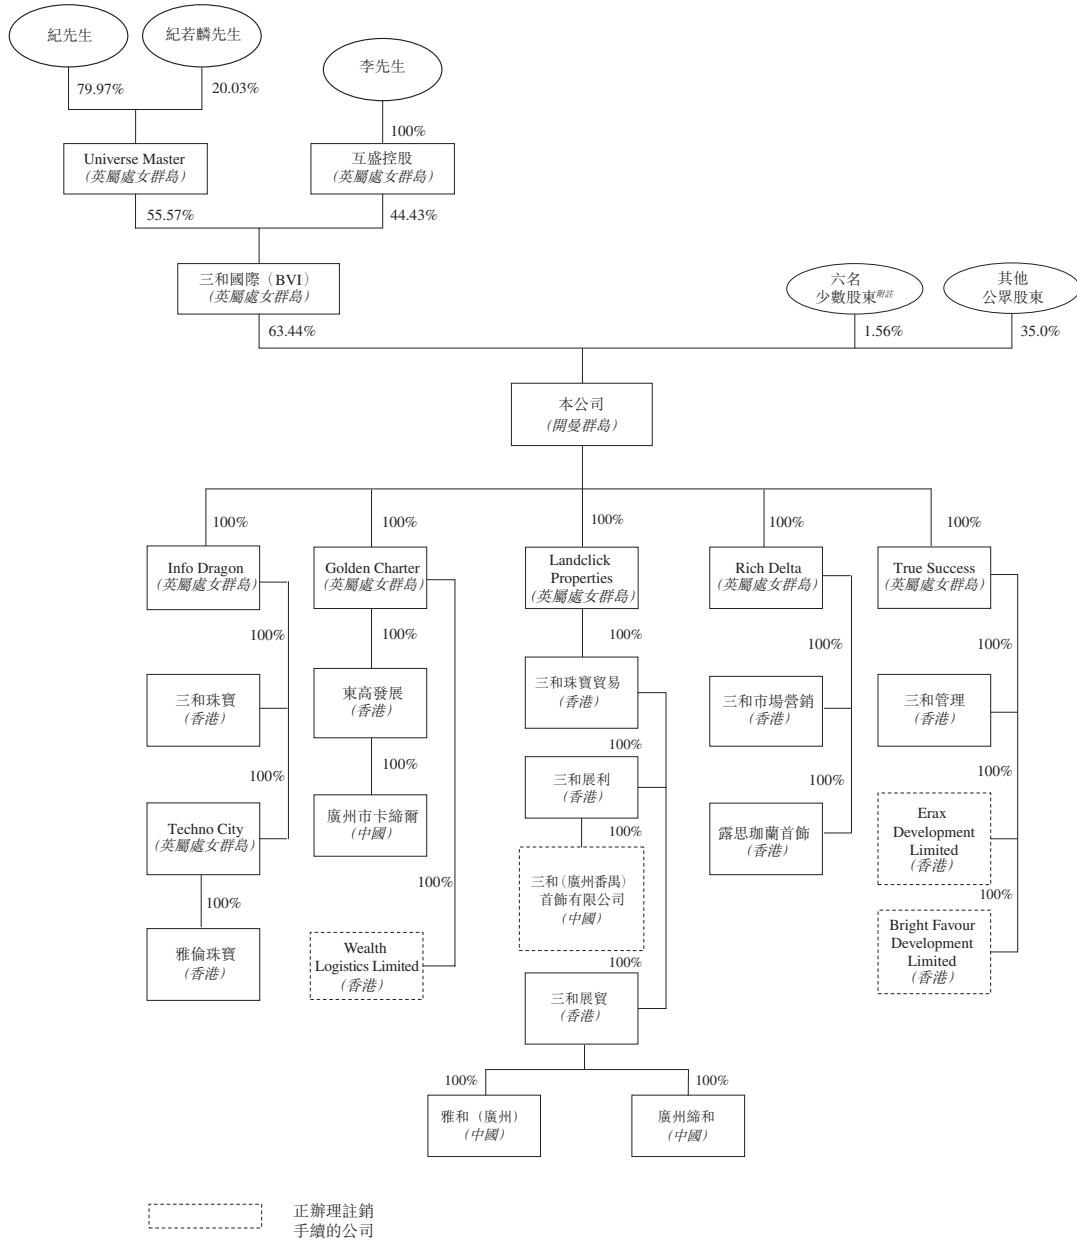 紀先生
紀若麟先生
李先生
79.97%
20.03%
100%
Universe Master
(英屬處女群島)
互盛控股
(英屬處女群島)
55.57%
44.43%
三和國際（BVI）
(英屬處女群島)
六名
少數股東附註
其他
公眾股東
63.44%
1.56%
35.0%
本公司
(開曼群島)
100%
100%
100%
100%
100%
Info Dragon
(英屬處女群島)
Golden Charter
(英屬處女群島)
Landclick
Properties
(英屬處女群島)
Rich Delta
(英屬處女群島)
True Success
(英屬處女群島)
100%
100%
100%
100%
100%
三和珠寶
(香港)
東高發展
(香港)
三和珠寶貿易
(香港)
三和市場營銷
(香港)
三和管理
(香港)
100%
100%
100%
100%
100%
Techno City
(英屬處女群島)
廣州市卡締爾
(中國)
三和展利
(香港)
露思珈蘭首飾
(香港)
Erax
Development
Limited
(香港)
100%
100%
100%
100%
三和（廣州番禺）
首飾有限公司
(中國)
雅倫珠寶
(香港)
Wealth
Logistics Limited
(香港)
Bright Favour
Development
Limited
(香港)
100%
三和展貿
(香港)
100%
100%
雅和（廣州）
(中國)
廣州締和
(中國)
正辦理註銷
手續的公司